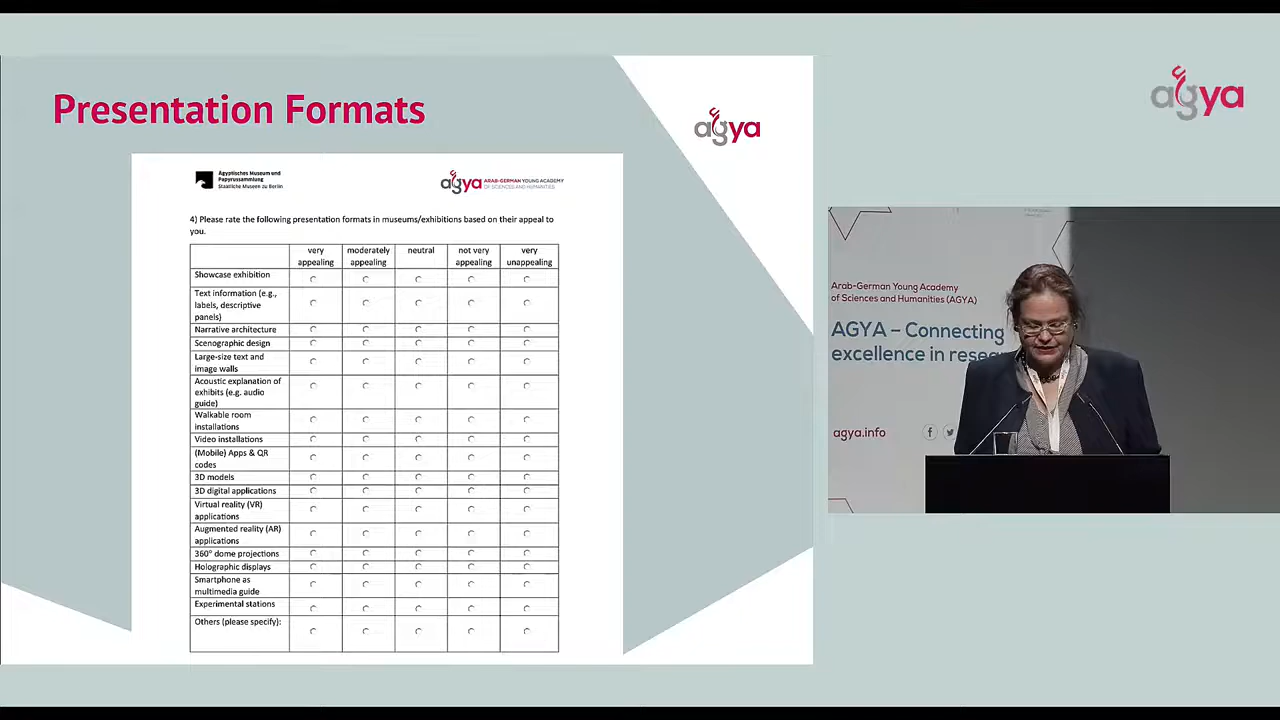 Presentation Formats
agya
agya
Ägyptisches Museum und
Papyrussammlung
Staatliche Museen zu Berlin
agya ARAB-GERMAN YOUNG ACADEMY
OF SCIENCES AND HUMANITIES
4) Please rate the following presentation formats in museums/exhibitions based on their appeal to
you.
very appealing
moderately appealing
neutral
not very appealing
very unappealing
Showcase exhibition
Text information (e.g.,
labels, descriptive
panels)
Narrative architecture
Scenographic design
Large-size text and
image walls
Acoustic explanation of
exhibits (e.g. audio
guide)
Walkable room
installations
Video installations
(Mobile) Apps & QR
codes
3D models
3D digital applications
Virtual reality (VR)
applications
Augmented reality (AR)
applications
360° dome projections
Holographic displays
Smartphone as
multimedia guide
Experimental stations
Others (please specify):
Arab-German Young Academy
of Sciences and Humanities (AGYA)
AGYA – Connecting
excellence in
agya.info